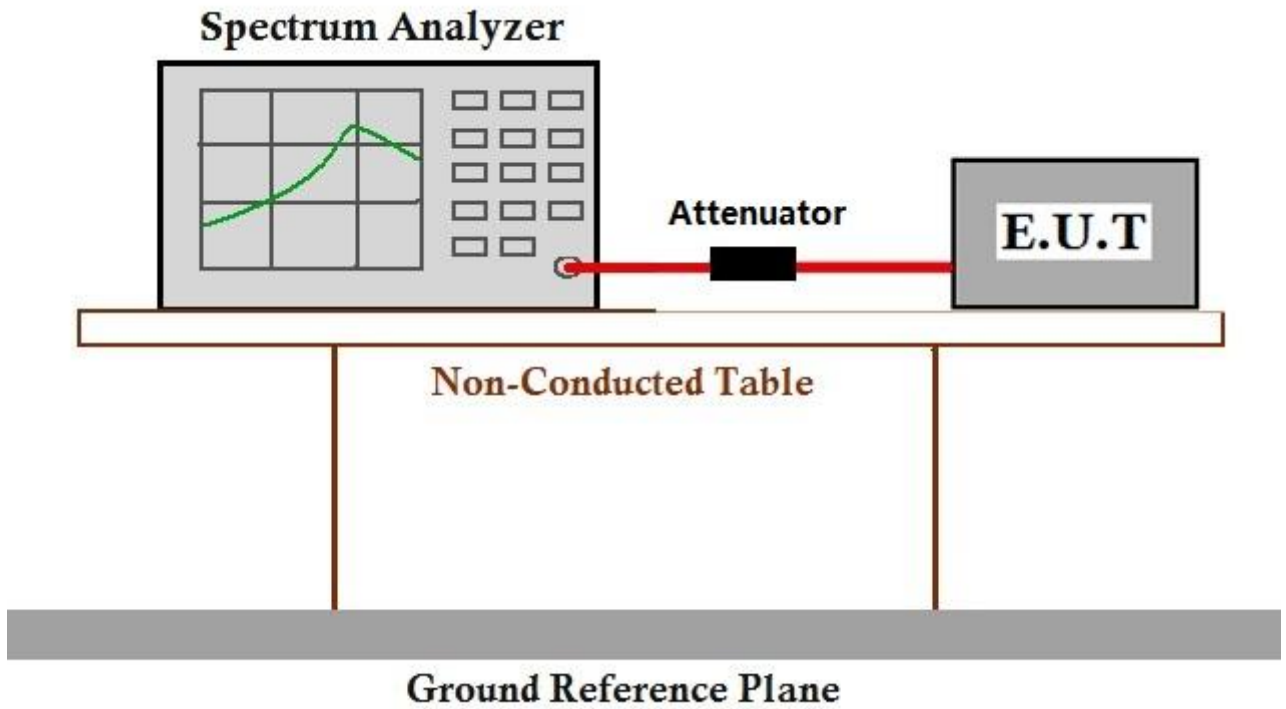 Spectrum Analyzer
Attenuator
E.U.T
Non-Conducted Table
Ground Reference Plane